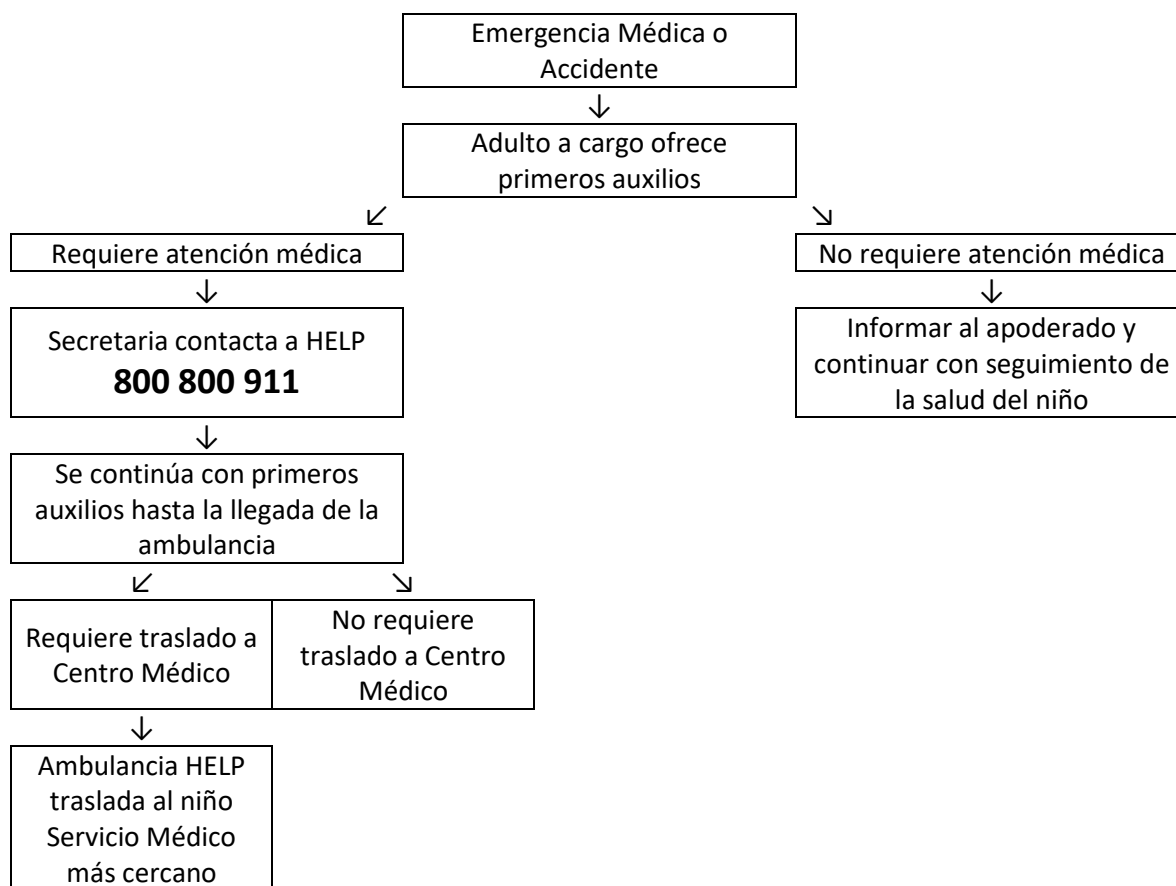 Emergencia Médica o
Accidente
↓
Adulto a cargo ofrece
primeros auxilios
↙ ↘
Requiere atención médica
No requiere atención médica
↓ ↓
Secretaria contacta a HELP
800 800 911
Informar al apoderado y
continuar con seguimiento de
la salud del niño
↓
Se continúa con primeros
auxilios hasta la llegada de la
ambulancia
↙ ↘
Requiere traslado a
Centro Médico
No requiere
traslado a Centro
Médico
↓
Ambulancia HELP
traslada al niño
Servicio Médico
más cercano